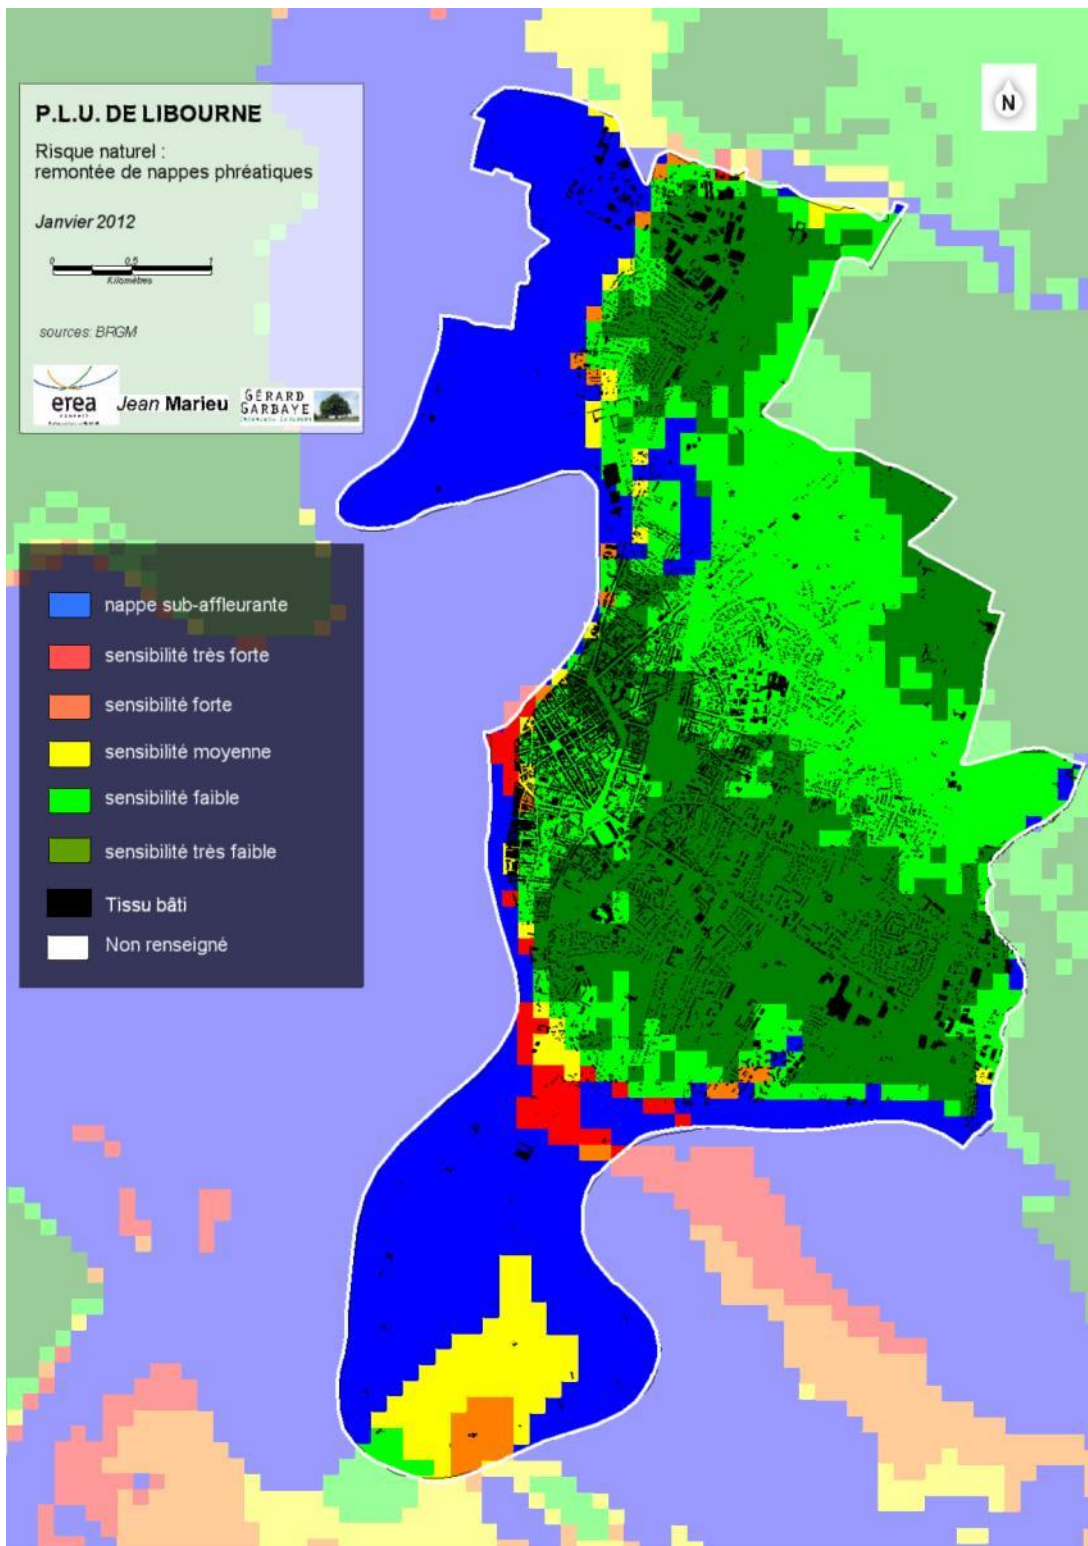 P.L.U. DE LIBOURNE
Risque naturel :
remontée de nappes phréatiques
Janvier 2012
0 0,5 1
Kilomètres
sources: BRGM
erea
Jean Marieu
GÉRARD
GARBAYE
N
nappe sub-affleurante
sensibilité très forte
sensibilité forte
sensibilité moyenne
sensibilité faible
sensibilité très faible
Tissu bâti
Non renseigné